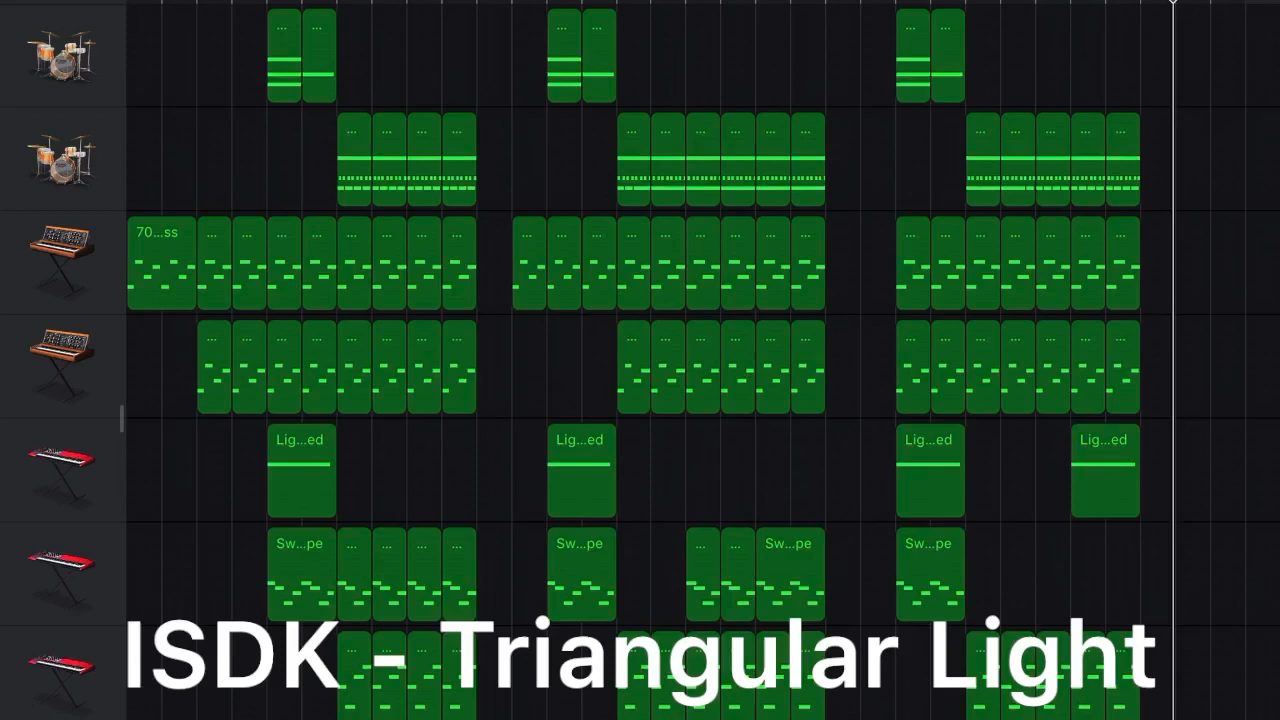 ... ... ... ... ... ...
... ... ... ... ... ... ... ... ... ... ... ... ... ... ...
70...ss ... ... ... ... ... ... ... ... ... ... ... ... ... ... ... ... ... ... ... ... ... ... ... ... ...
... ... ... ... ... ... ... ... ... ... ... ... ... ... ... ... ... ... ... ... ...
Lig...ed Lig...ed Lig...ed Lig...ed
Sw...pe ... ... ... ... Sw...pe ... ... Sw...pe Sw...pe
ISDK - Triangular Light